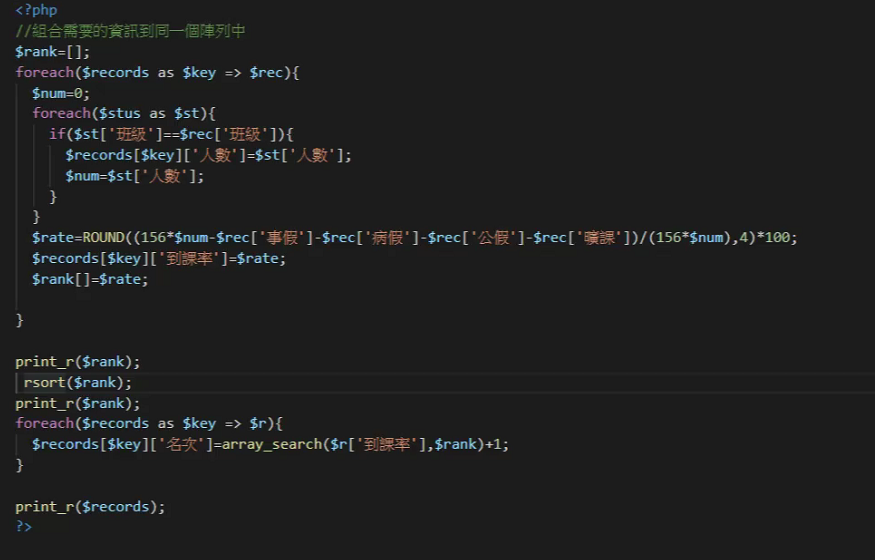 <?php
//組合需要的資訊到同一個陣列中
$rank=[];
foreach($records as $key => $rec){
$num=0;
foreach($stus as $st){
if($st['班級']==$rec['班級']){
$records[$key]['人數']=$st['人數'];
$num=$st['人數'];
}
}
$rate=ROUND((156*$num-$rec['事假']-$rec['病假']-$rec['公假']-$rec['曠課'])/(156*$num),4)*100;
$records[$key]['到課率']=$rate;
$rank[]=$rate;
}
print_r($rank);
rsort($rank);
print_r($rank);
foreach($records as $key => $r){
$records[$key]['名次']=array_search($r['到課率'],$rank)+1;
}
print_r($records);
?>